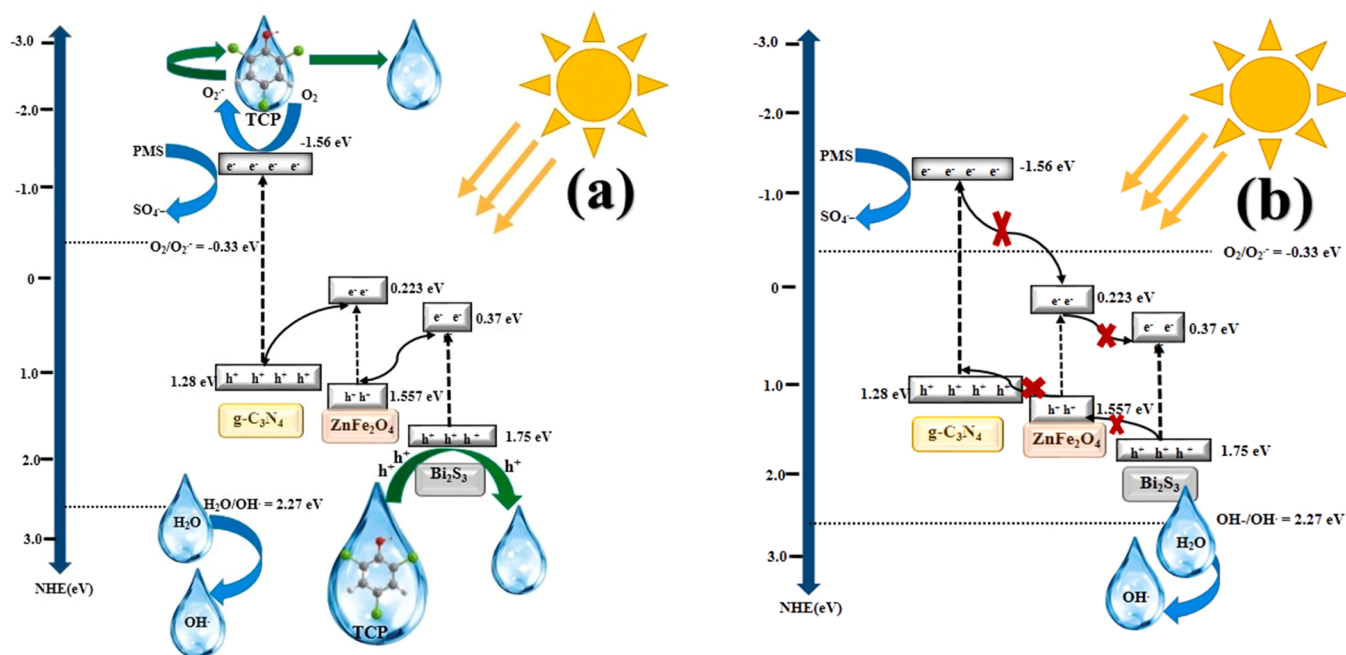 -3.0
-2.0
-1.0
0
1.0
2.0
3.0
NHE(eV)
O₂·⁻
O₂
TCP
-1.56 eV
PMS
e⁻ e⁻ e⁻ e⁻
SO₄·–
O₂/O₂·⁻ = -0.33 eV
e⁻ e⁻
0.223 eV
e⁻ e⁻
0.37 eV
e⁻
1.28 eV
h⁺ h⁺ h⁺ h⁺
h⁺ h⁺
1.557 eV
g-C₃N₄
ZnFe₂O₄
h⁺ h⁺ h⁺
1.75 eV
h⁺
h⁺
h⁺
Bi₂S₃
H₂O/OH· = 2.27 eV
H₂O
OH·
TCP
(a)
-3.0
-2.0
-1.0
0
1.0
2.0
3.0
NHE(eV)
PMS
e⁻ e⁻ e⁻ e⁻
-1.56 eV
SO₄·–
(b)
O₂/O₂·⁻ = -0.33 eV
e⁻ e⁻
0.223 eV
e⁻ e⁻
0.37 eV
e⁻
1.28 eV
h⁺ h⁺ h⁺ h⁺
h⁺ h⁺
1.557 eV
g-C₃N₄
ZnFe₂O₄
h⁺ h⁺ h⁺
1.75 eV
Bi₂S₃
OH-/OH· = 2.27 eV
H₂O
OH·